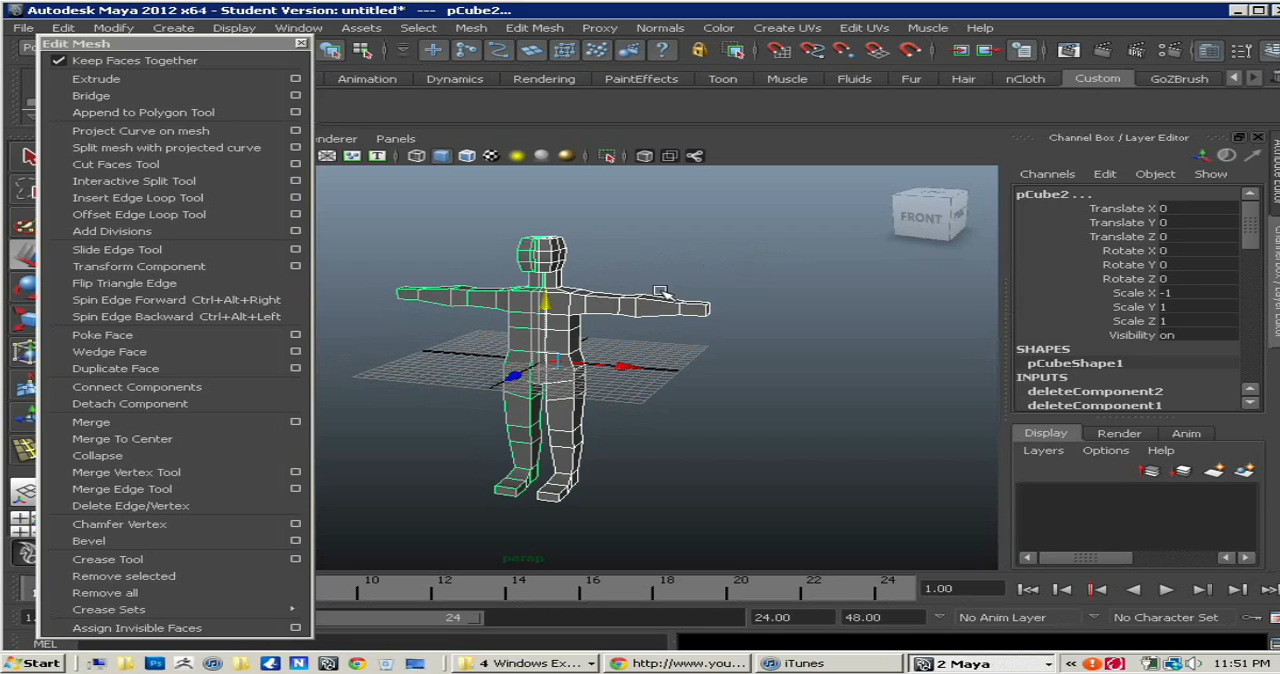 Autodesk Maya 2012 x64 - Student Version: untitled* --- pCube2...
File Edit Modify Create Display Window Assets Select Mesh Edit Mesh Proxy Normals Color Create UVs Edit UVs Muscle Help
Edit Mesh
Keep Faces Together
Extrude
Bridge
Append to Polygon Tool
Project Curve on mesh
Split mesh with projected curve
Cut Faces Tool
Interactive Split Tool
Insert Edge Loop Tool
Offset Edge Loop Tool
Add Divisions
Slide Edge Tool
Transform Component
Flip Triangle Edge
Spin Edge Forward Ctrl+Alt+Right
Spin Edge Backward Ctrl+Alt+Left
Poke Face
Wedge Face
Duplicate Face
Connect Components
Detach Component
Merge
Merge To Center
Collapse
Merge Vertex Tool
Merge Edge Tool
Delete Edge/Vertex
Chamfer Vertex
Bevel
Crease Tool
Remove selected
Remove all
Crease Sets
Assign Invisible Faces
Animation Dynamics Rendering PaintEffects Toon Muscle Fluids Fur Hair nCloth Custom GoZBrush
Panels
FRONT
persp
Channel Box / Layer Editor
Channels Edit Object Show
pCube2 ...
Translate X 0
Translate Y 0
Translate Z 0
Rotate X 0
Rotate Y 0
Rotate Z 0
Scale X -1
Scale Y 1
Scale Z 1
Visibility on
SHAPES
pCubeShape1
INPUTS
deleteComponent2
deleteComponent1
Display Render Anim
Layers Options Help
10 12 14 16 18 20 22 24 1.00
24 24.00 48.00 No Anim Layer No Character Set
MEL
Start 4 Windows Ex... http://www.you... iTunes 2 Maya 11:51 PM